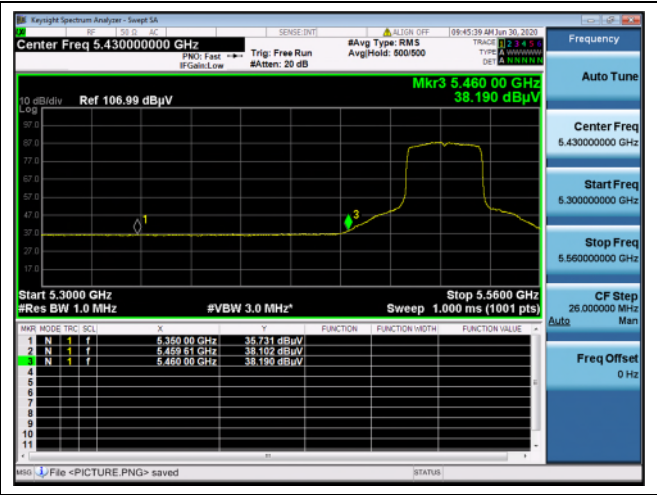 Keysight Spectrum Analyzer - Swept SA
RF 50 Ω AC SENSE:INT ALIGN OFF 09:45:39 AM Jun 30, 2020
Center Freq 5.430000000 GHz
PNO: Fast
IFGain:Low
Trig: Free Run
#Atten: 20 dB
#Avg Type: RMS
Avg|Hold: 500/500
TRACE 1 2 3 4 5 6
TYPE A WWWWW
DET A N N N N N
Mkr3 5.460 00 GHz
38.190 dBµV
10 dB/div Ref 106.99 dBµV
Log
97.0
87.0
77.0
67.0
57.0
47.0
37.0
27.0
17.0
1
3
Start 5.3000 GHz Stop 5.5600 GHz
#Res BW 1.0 MHz #VBW 3.0 MHz* Sweep 1.000 ms (1001 pts)
MKR MODE TRC SCL X Y FUNCTION FUNCTION WIDTH FUNCTION VALUE
1 N 1 f 5.350 00 GHz 35.731 dBµV
2 N 1 f 5.459 61 GHz 38.102 dBµV
3 N 1 f 5.460 00 GHz 38.190 dBµV
4
5
6
7
8
9
10
11
MSG File <PICTURE.PNG> saved STATUS
Frequency
Auto Tune
Center Freq
5.430000000 GHz
Start Freq
5.300000000 GHz
Stop Freq
5.560000000 GHz
CF Step
26.000000 MHz
Auto Man
Freq Offset
0 Hz